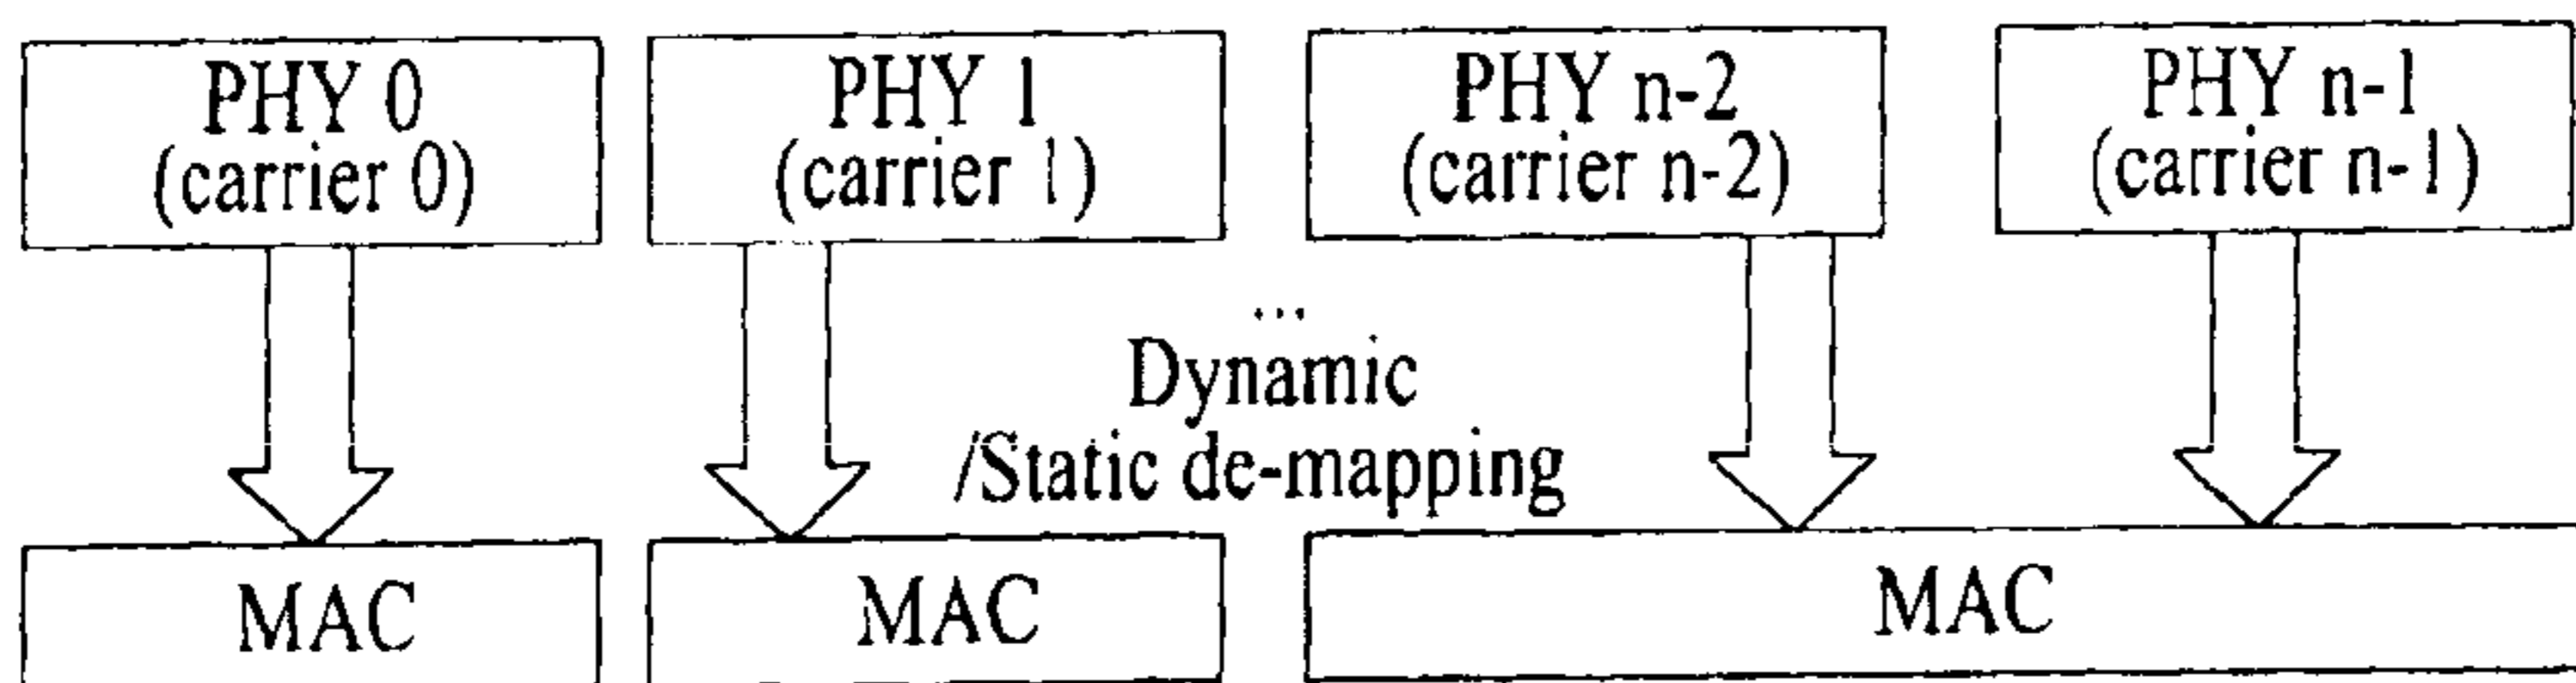 PHY 0
(carrier 0)
PHY 1
(carrier 1)
PHY n-2
(carrier n-2)
PHY n-1
(carrier n-1)
...
Dynamic
/Static de-mapping
MAC
MAC
MAC